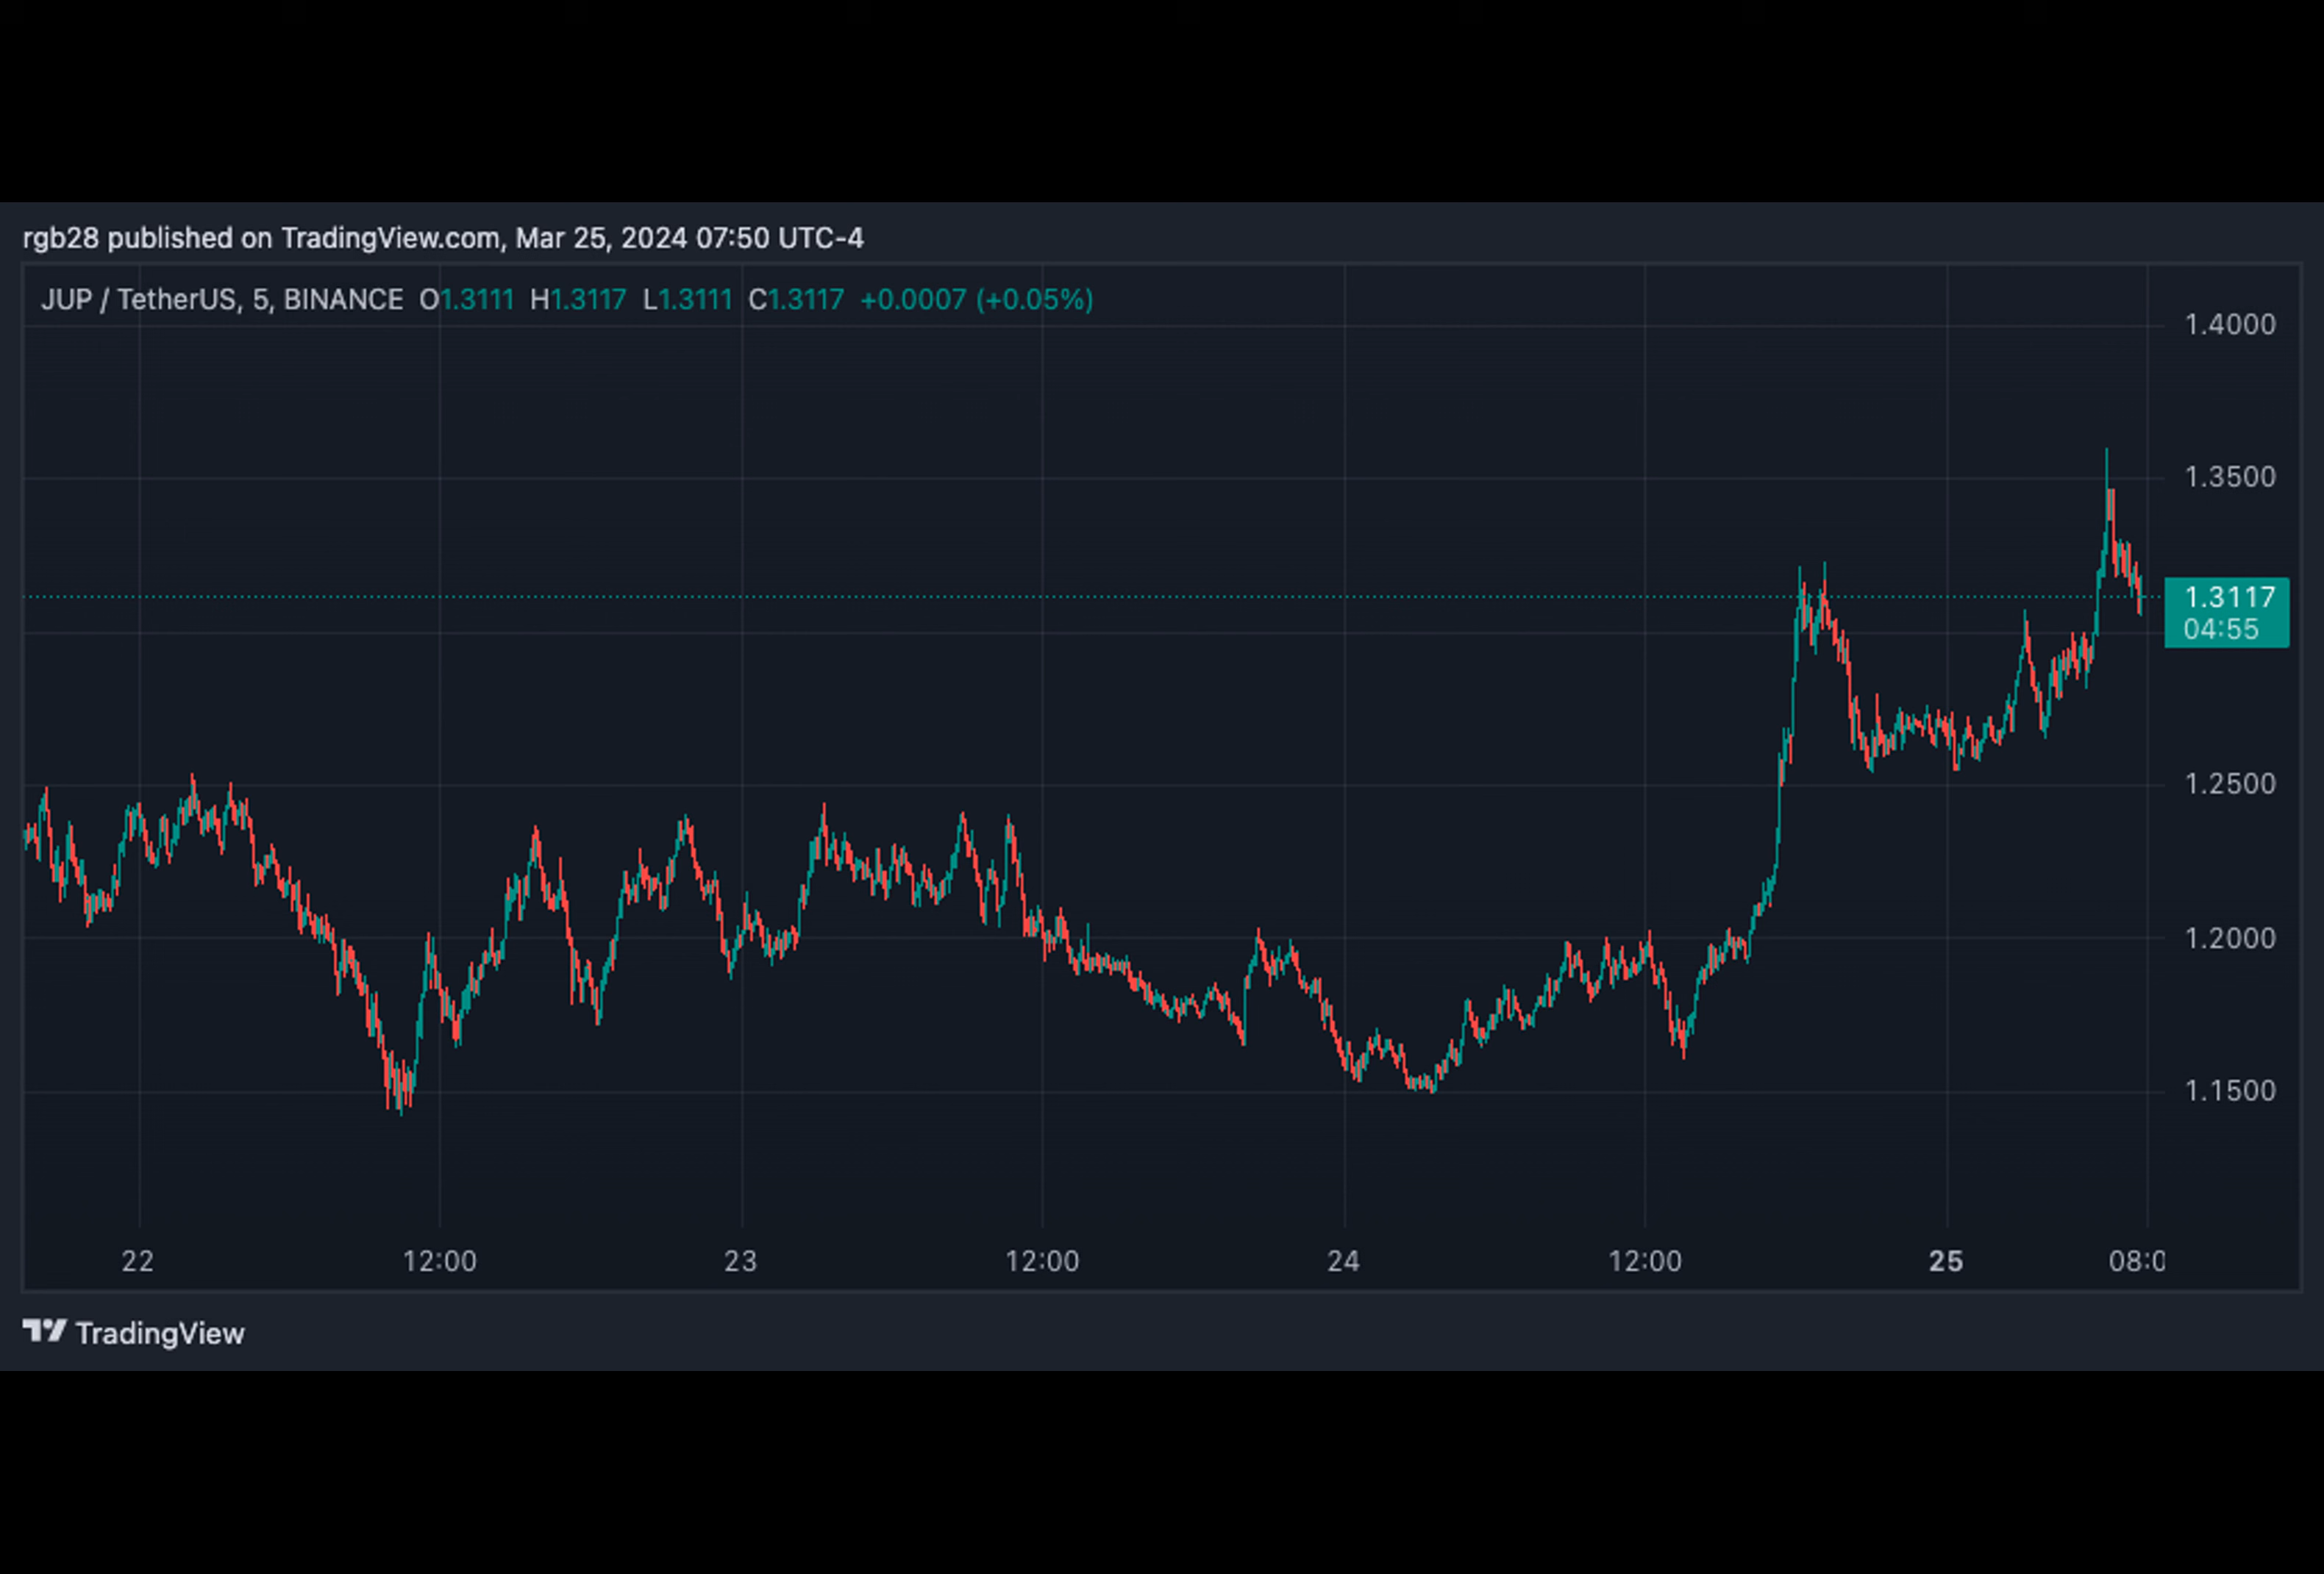 rgb28 published on TradingView.com, Mar 25, 2024 07:50 UTC-4
JUP / TetherUS, 5, BINANCE O1.3111 H1.3117 L1.3111 C1.3117 +0.0007 (+0.05%)
1.4000
1.3500
1.3117
04:55
1.2500
1.2000
1.1500
22 12:00 23 12:00 24 12:00 25 08:0
TradingView